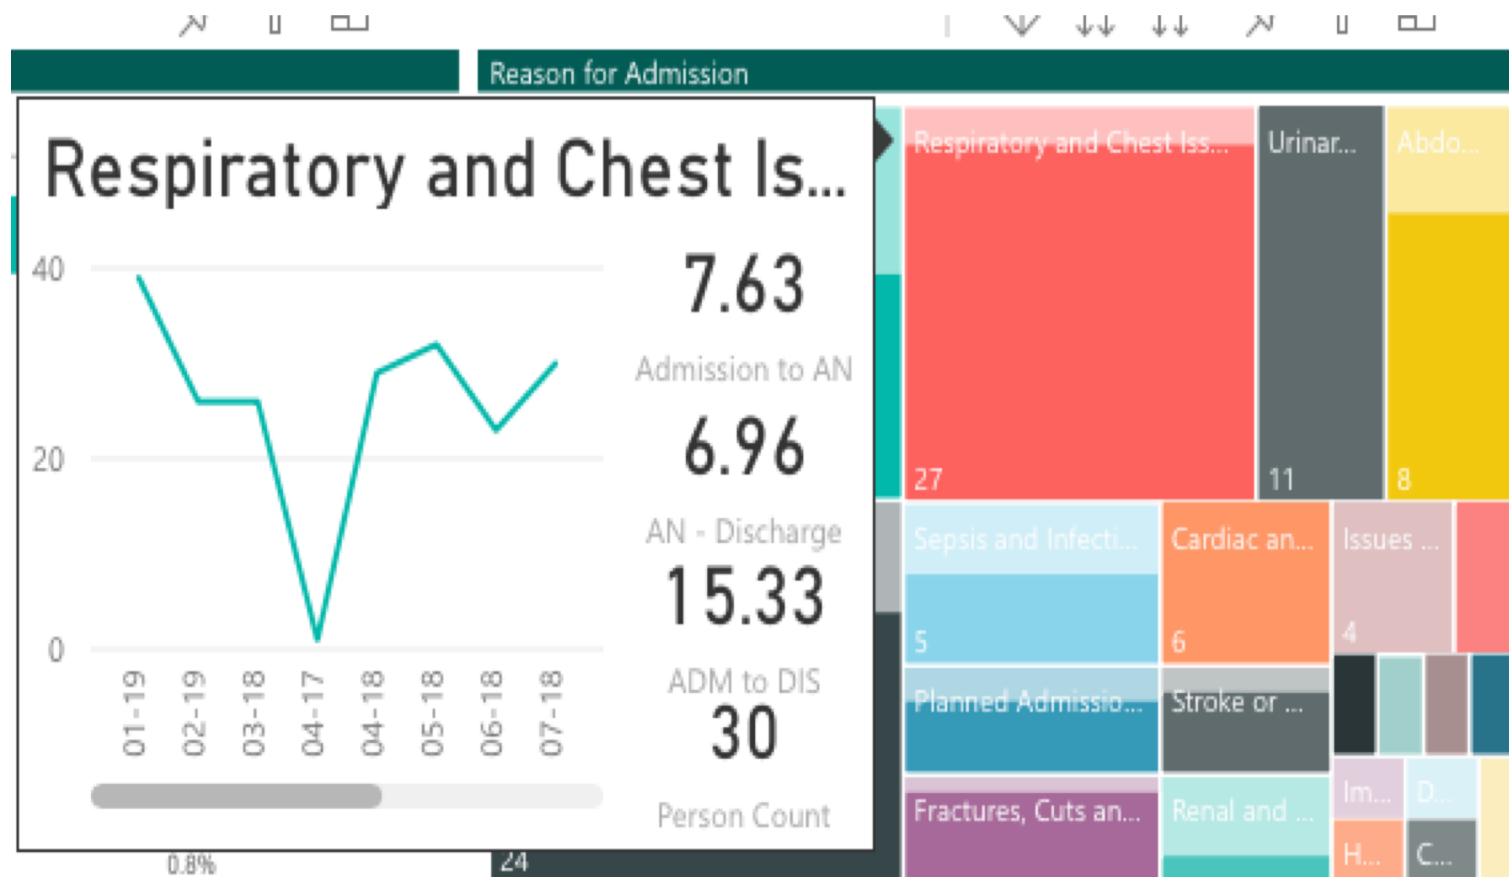 Reason for Admission
Respiratory and Chest Is...
40
20
0
01-19
02-19
03-18
04-17
04-18
05-18
06-18
07-18
7.63
Admission to AN
6.96
AN - Discharge
15.33
ADM to DIS
30
Person Count
Respiratory and Chest Iss...
27
Urinar...
11
Abdo...
8
Sepsis and Infecti...
5
Cardiac an...
6
Issues ...
4
Planned Admissio...
Stroke or ...
Fractures, Cuts an...
Renal and ...
Im...
D...
H...
C...
0.8%
24